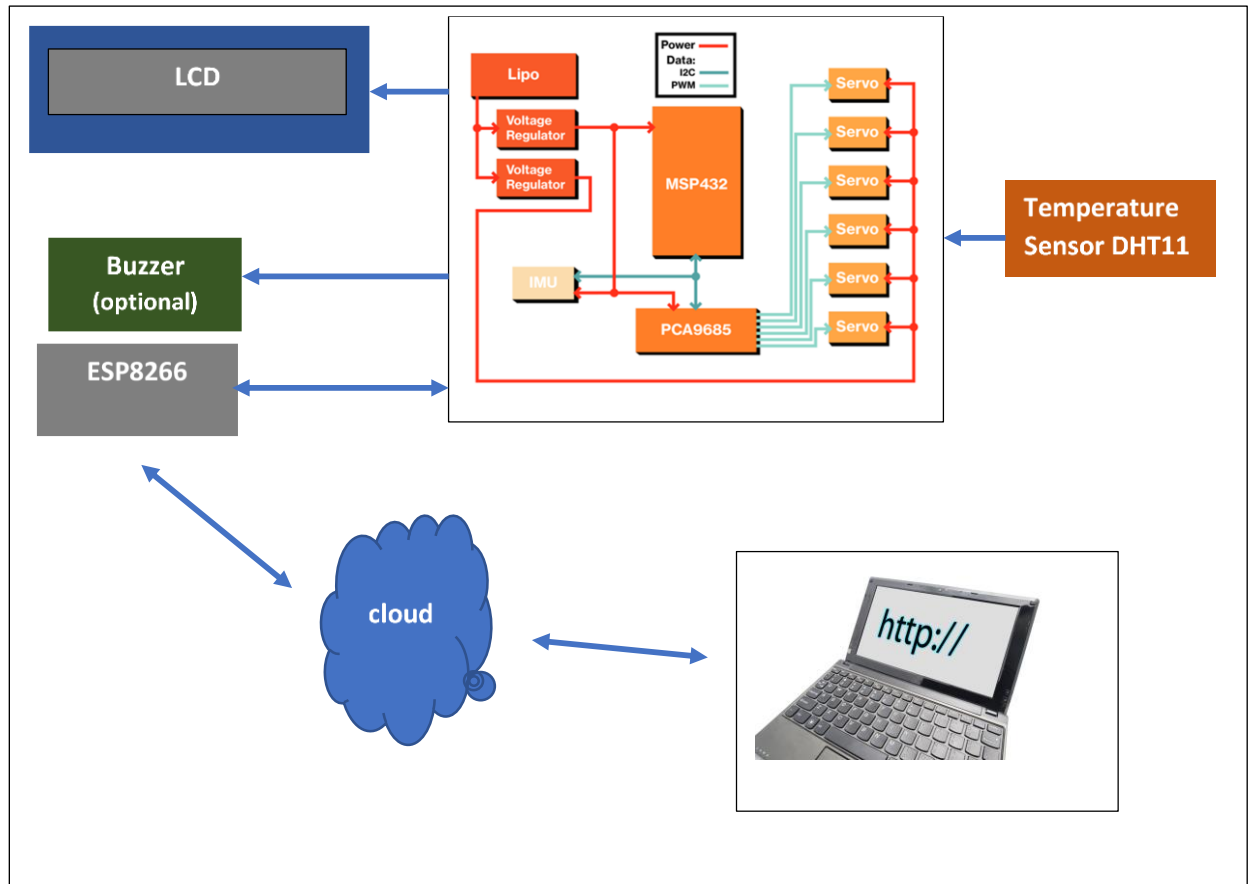 LCD
Power
Data:
I2C
PWM
Lipo
Voltage
Regulator
Voltage
Regulator
MSP432
IMU
PCA9685
Servo
Servo
Servo
Servo
Servo
Servo
Temperature
Sensor DHT11
Buzzer
(optional)
ESP8266
cloud
http://